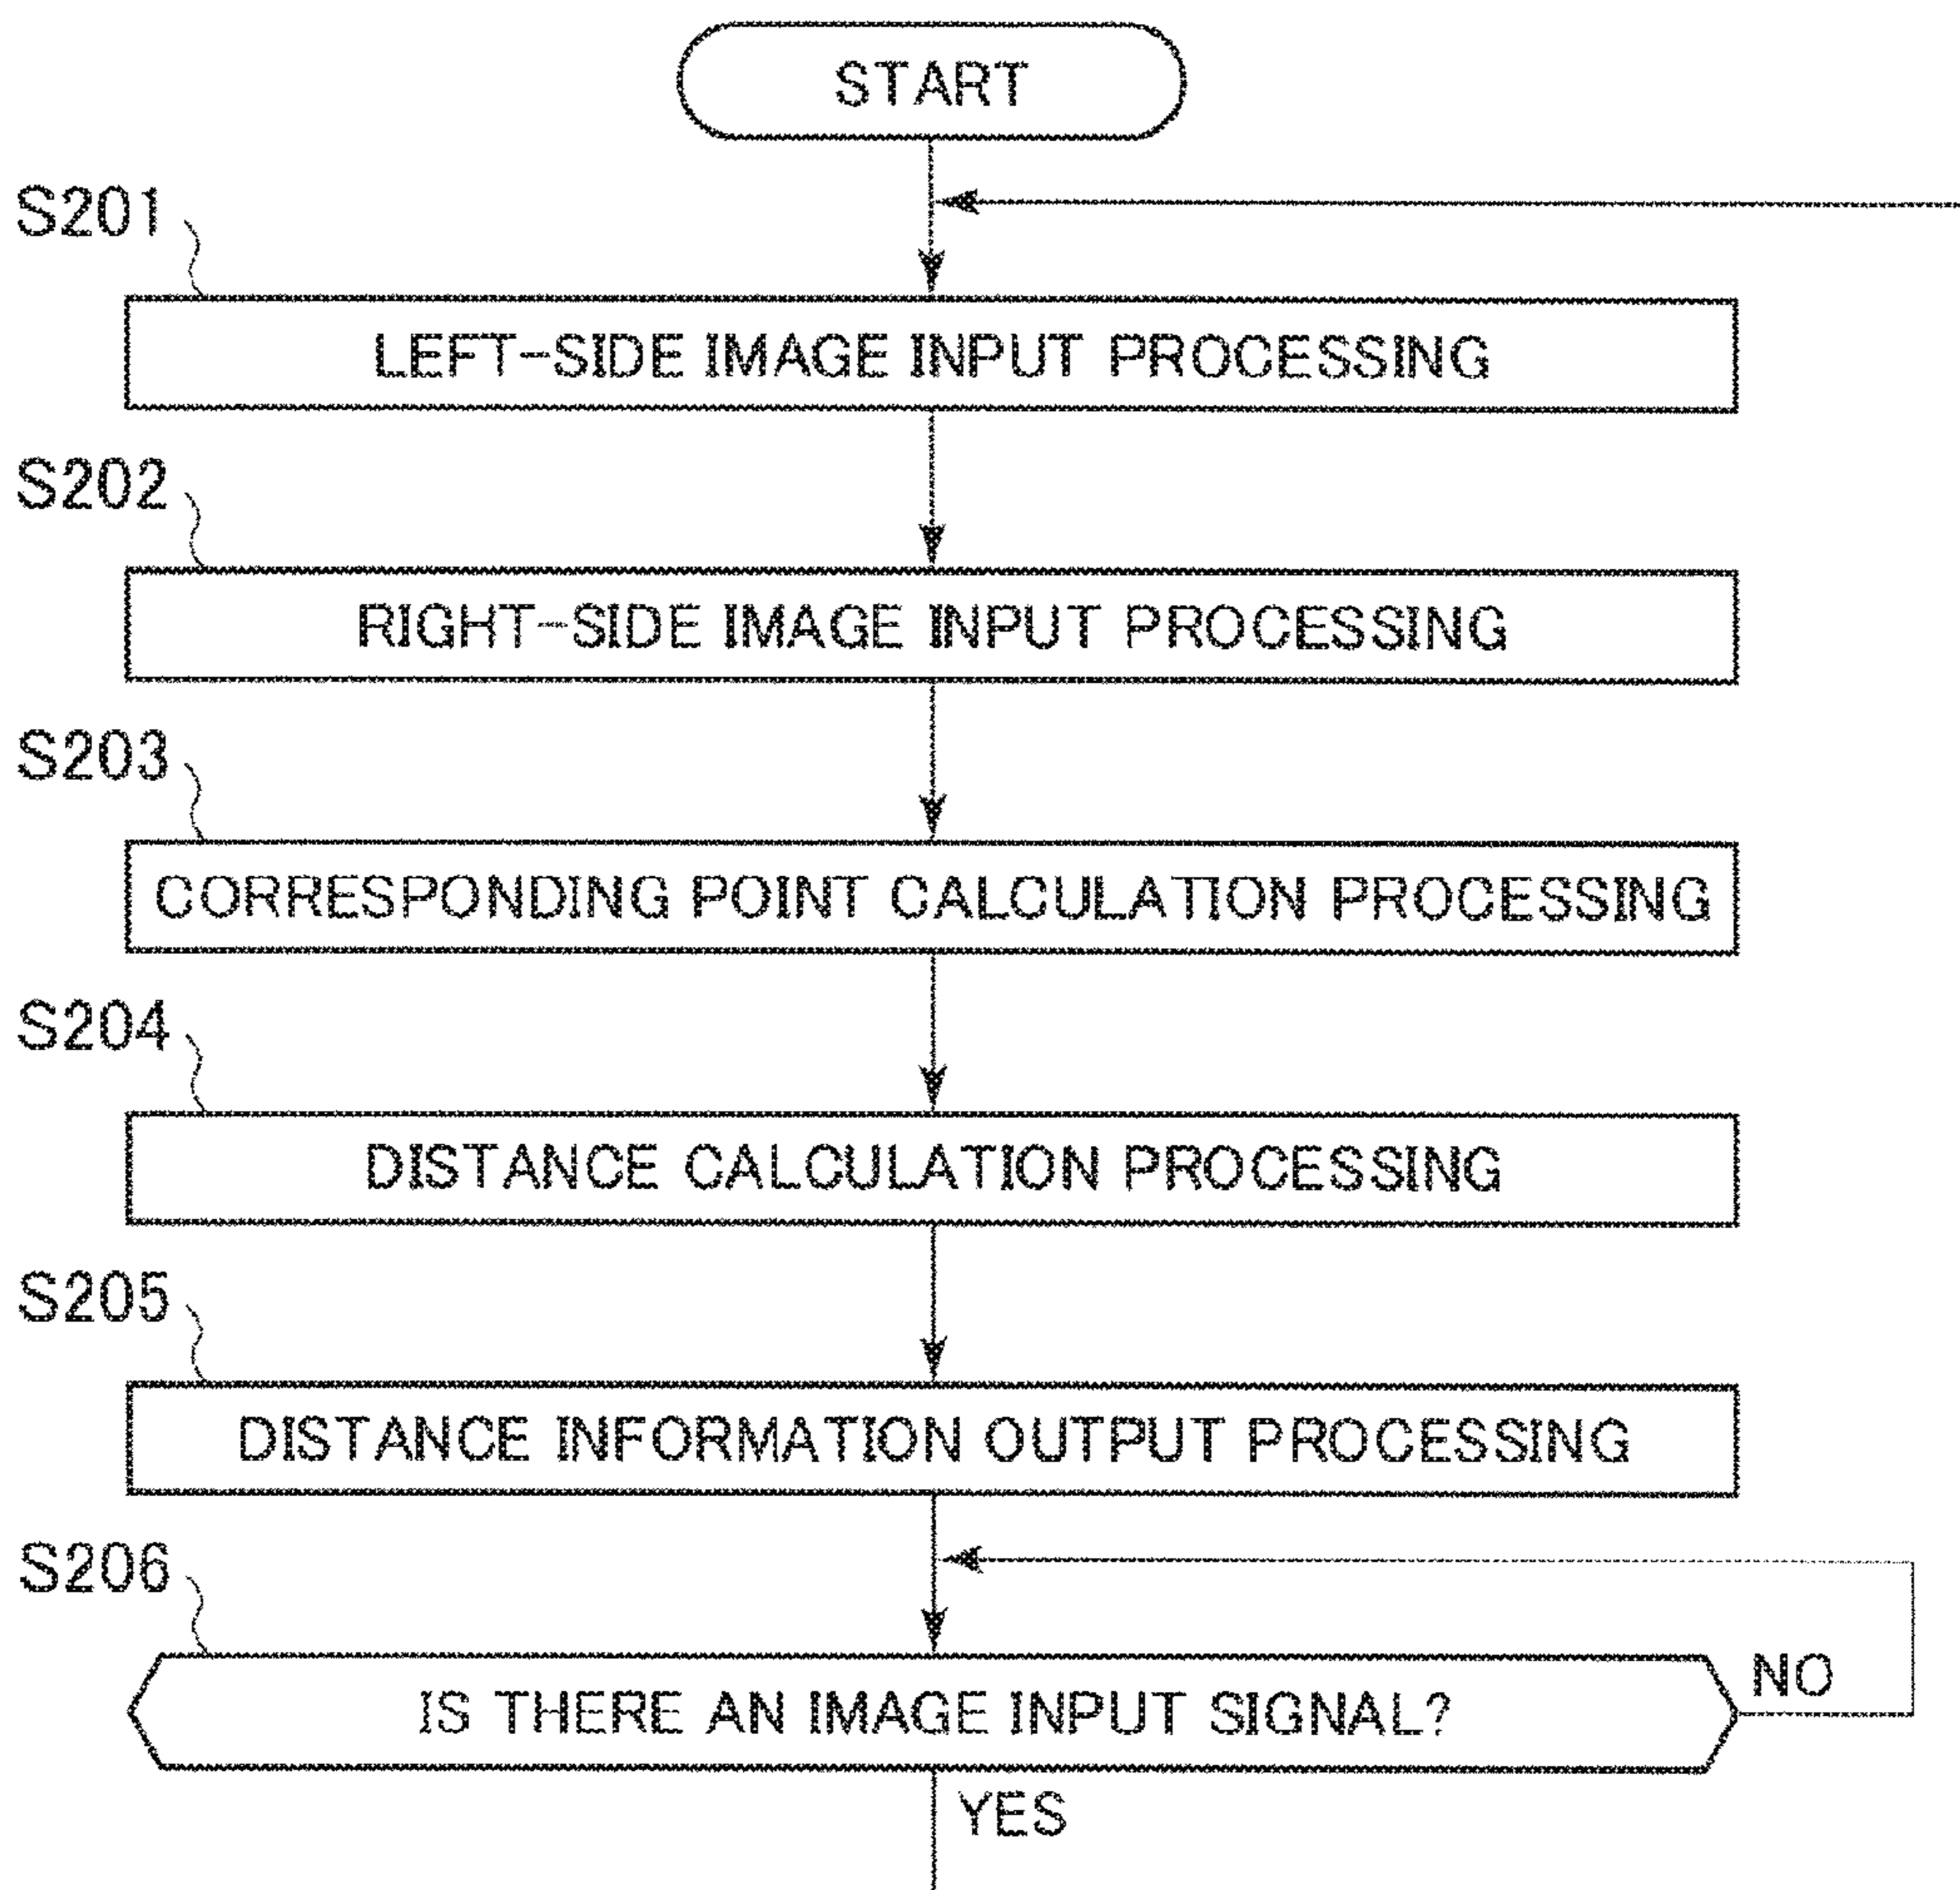 START
S201
LEFT-SIDE IMAGE INPUT PROCESSING
S202
RIGHT-SIDE IMAGE INPUT PROCESSING
S203
CORRESPONDING POINT CALCULATION PROCESSING
S204
DISTANCE CALCULATION PROCESSING
S205
DISTANCE INFORMATION OUTPUT PROCESSING
S206
IS THERE AN IMAGE INPUT SIGNAL?
NO
YES